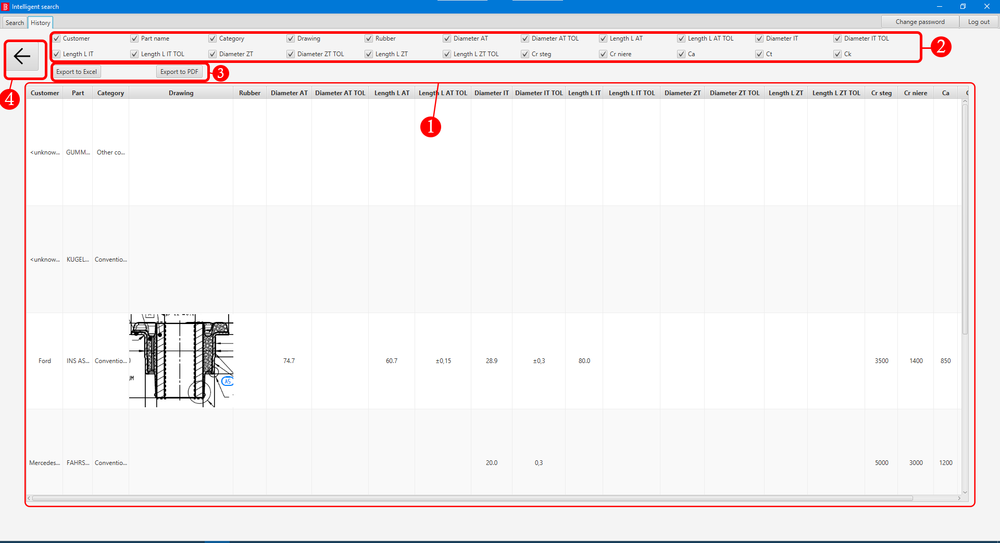 Intelligent search
Search History Change password Log out
Customer Part name Category Drawing Rubber Diameter AT Diameter AT TOL Length L AT Length L AT TOL Diameter IT Diameter IT TOL
Length L IT Length L IT TOL Diameter ZT Diameter ZT TOL Length L ZT Length L ZT TOL Cr steg Cr niere Ca Ct Ck
2
Export to Excel Export to PDF
3
4
Customer Part Category Drawing Rubber Diameter AT Diameter AT TOL Length L AT Length L AT TOL Diameter IT Diameter IT TOL Length L IT Length L IT TOL Diameter ZT Diameter ZT TOL Length L ZT Length L ZT TOL Cr steg Cr niere Ca
1
<unknow... GUMM... Other co...
<unknow... KUGEL... Conventio...
Ford INS AS... Conventio... 74.7 60.7 ±0,15 28.9 ±0,3 80.0 3500 1400 850
A5
Mercedes... FAHRS... Conventio... 20.0 0,3 5000 3000 1200